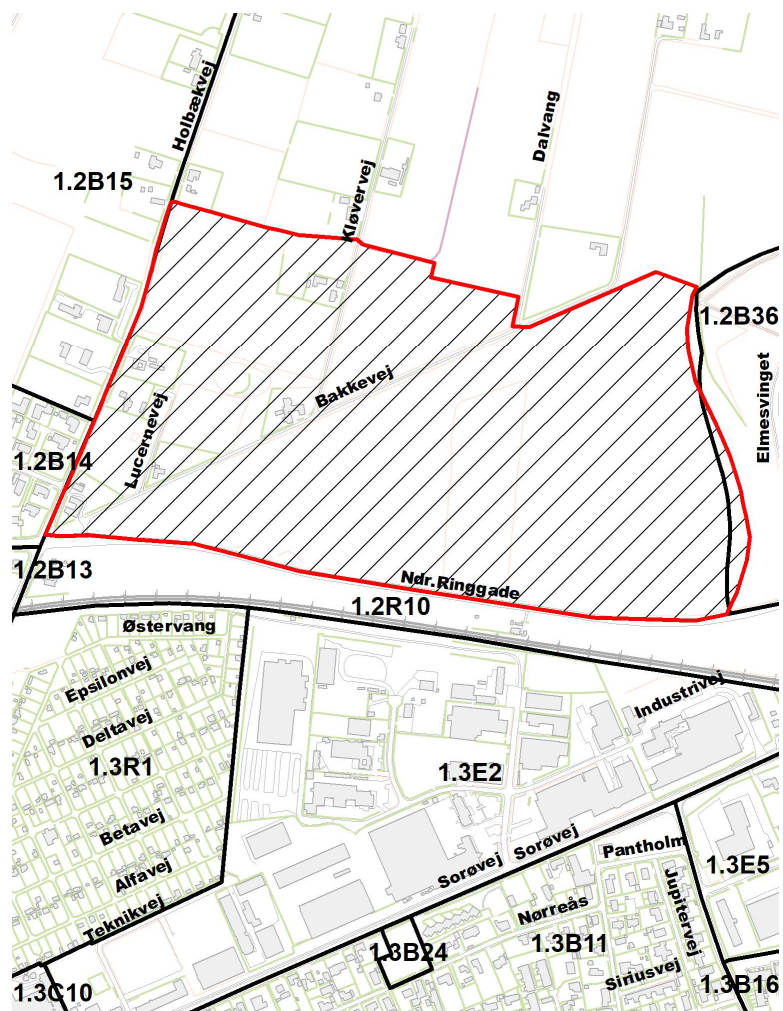 Holbækvej
Dalvang
1.2B15
Kløvervej
1.2B36
Elmesvinget
Bakkevej
Lucernevej
1.2B14
1.2B13
Ndr.Ringgade
1.2R10
Østervang
Epsilonvej
Industrivej
Deltavej
1.3R1
1.3E2
Betavej
Sorøvej
Pantholm
1.3E5
Alfavej
Sorøvej
Jupitervej
Teknikvej
Nørreås
1.3B11
1.3B24
Siriusvej
1.3C10
1.3B16